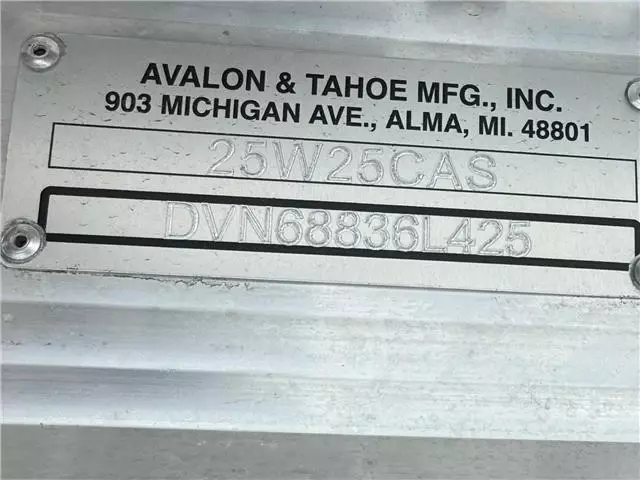 AVALON & TAHOE MFG., INC.
903 MICHIGAN AVE., ALMA, MI. 48801
25W25CAS
DVN68836L425